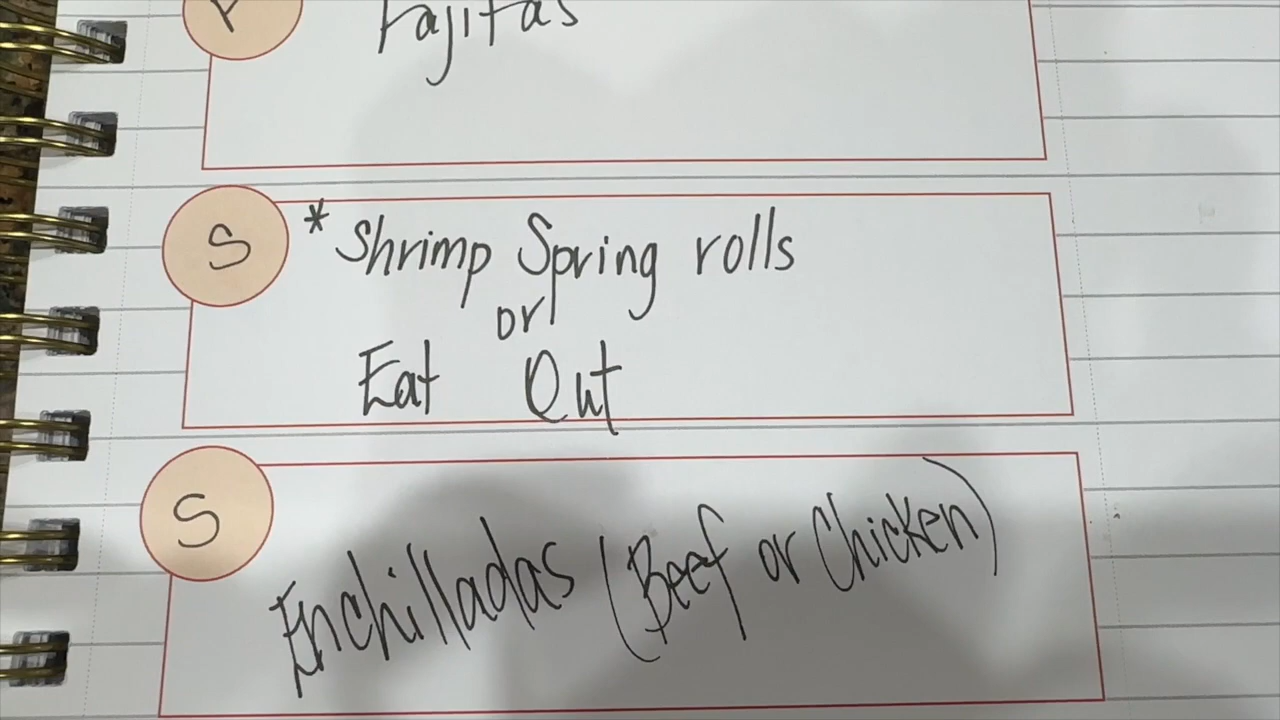 F
Fajitas
S
* Shrimp Spring rolls
or
Eat Out
S
Enchilladas (Beef or Chicken)